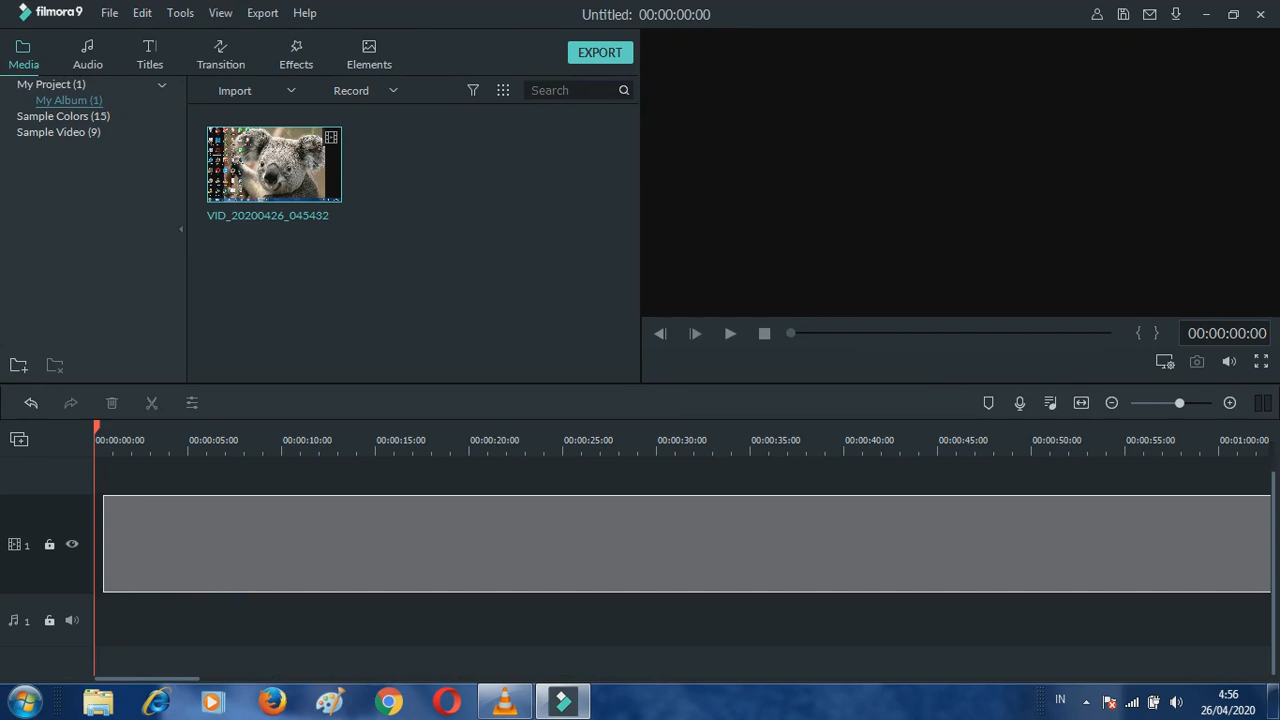 filmora9 File Edit Tools View Export Help Untitled: 00:00:00:00
Media Audio Titles Transition Effects Elements EXPORT
My Project (1)
My Album (1)
Sample Colors (15)
Sample Video (9)
Import Record Search
VID_20200426_045432
00:00:00:00
00:00:00:00 00:00:05:00 00:00:10:00 00:00:15:00 00:00:20:00 00:00:25:00 00:00:30:00 00:00:35:00 00:00:40:00 00:00:45:00 00:00:50:00 00:00:55:00 00:01:00:00
1
1
IN 4:56
26/04/2020